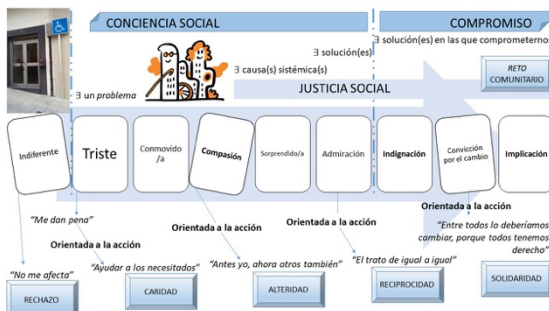 CONCIENCIA SOCIAL
COMPROMISO
∃ solución(es) en las que comprometernos
∃ solución(es)
RETO
COMUNITARIO
∃ causa(s) sistémica(s)
JUSTICIA SOCIAL
∃ un problema
Indiferente
Triste
Conmovido
/a
Compasión
Sorprendido/a
Admiración
Indignación
Convicción
por el cambio
Implicación
"Me dan pena"
Orientada a la acción
Orientada a la acción
Orientada a la acción
Orientada a la acción
"Entre todos lo deberíamos
cambiar, porque todos tenemos
derecho"
"No me afecta"
"Ayudar a los necesitados"
"Antes yo, ahora otros también"
"El trato de igual a igual"
RECHAZO
CARIDAD
ALTERIDAD
RECIPROCIDAD
SOLIDARIDAD